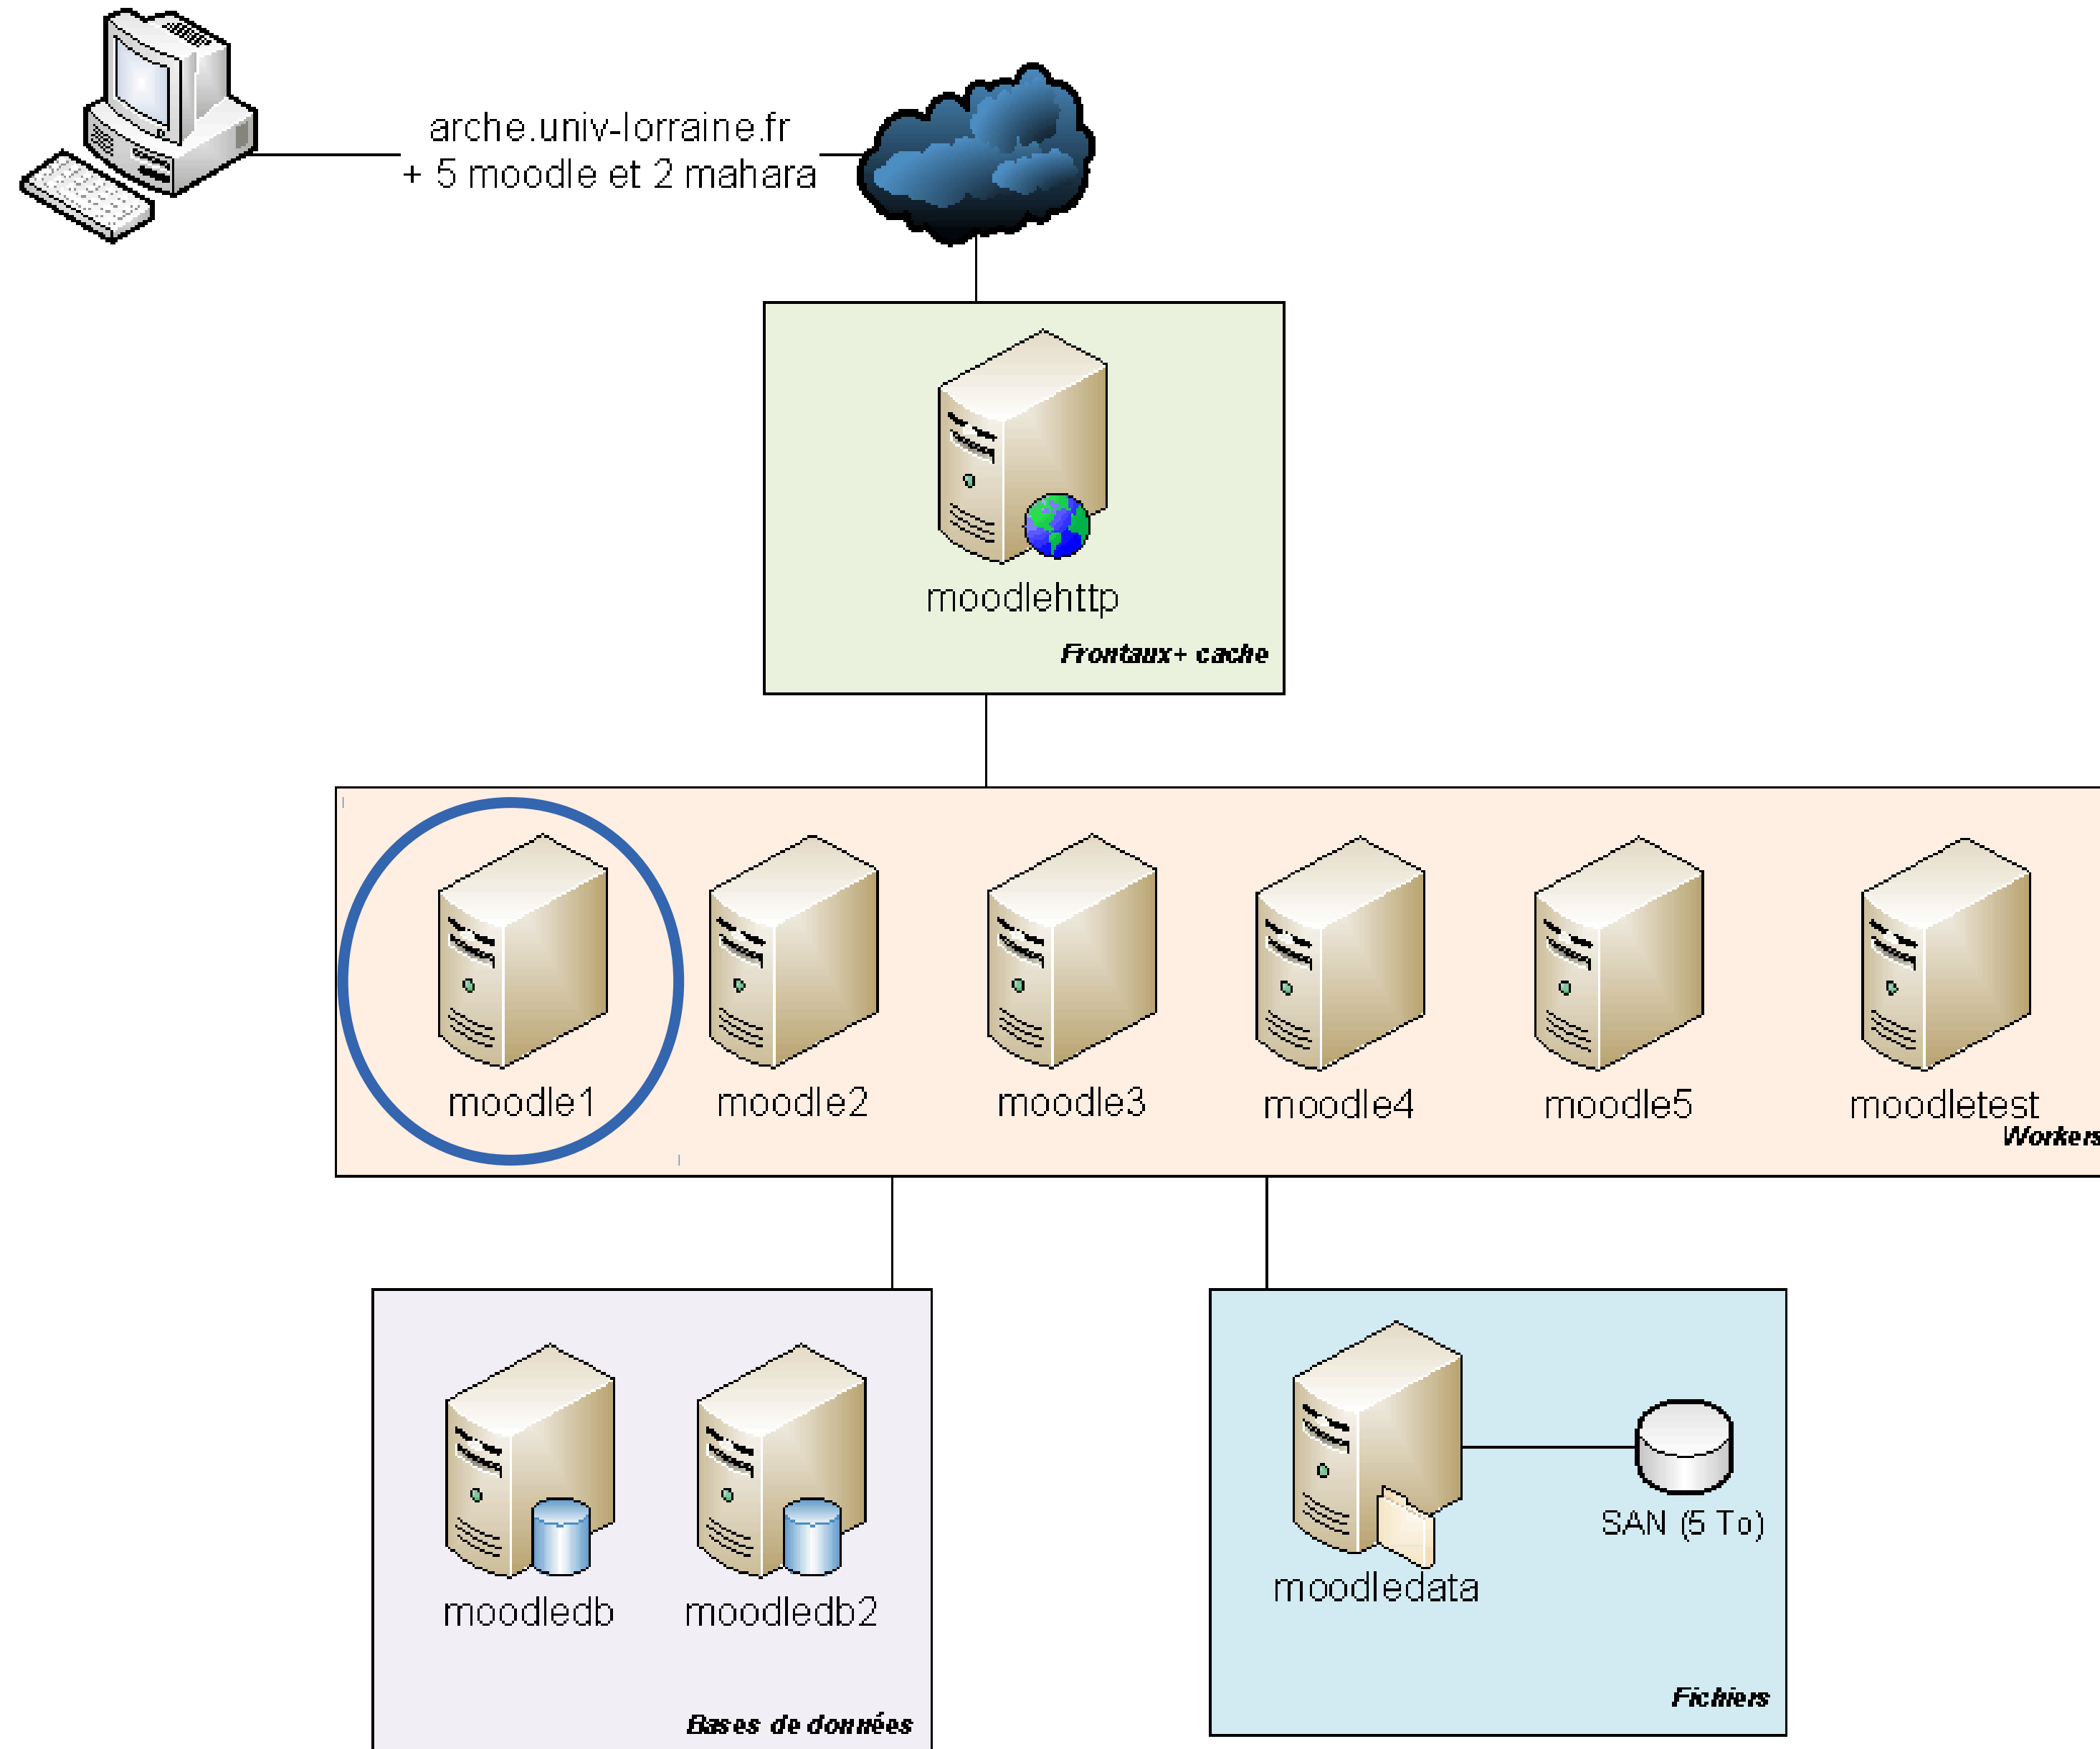 arche.univ-lorraine.fr
+ 5 moodle et 2 mahara
moodlehttp
Frontaux+ cache
moodle1
moodle2
moodle3
moodle4
moodle5
moodletest
Workers
moodledb
moodledb2
Bases de données
moodledata
SAN (5 To)
Fichiers